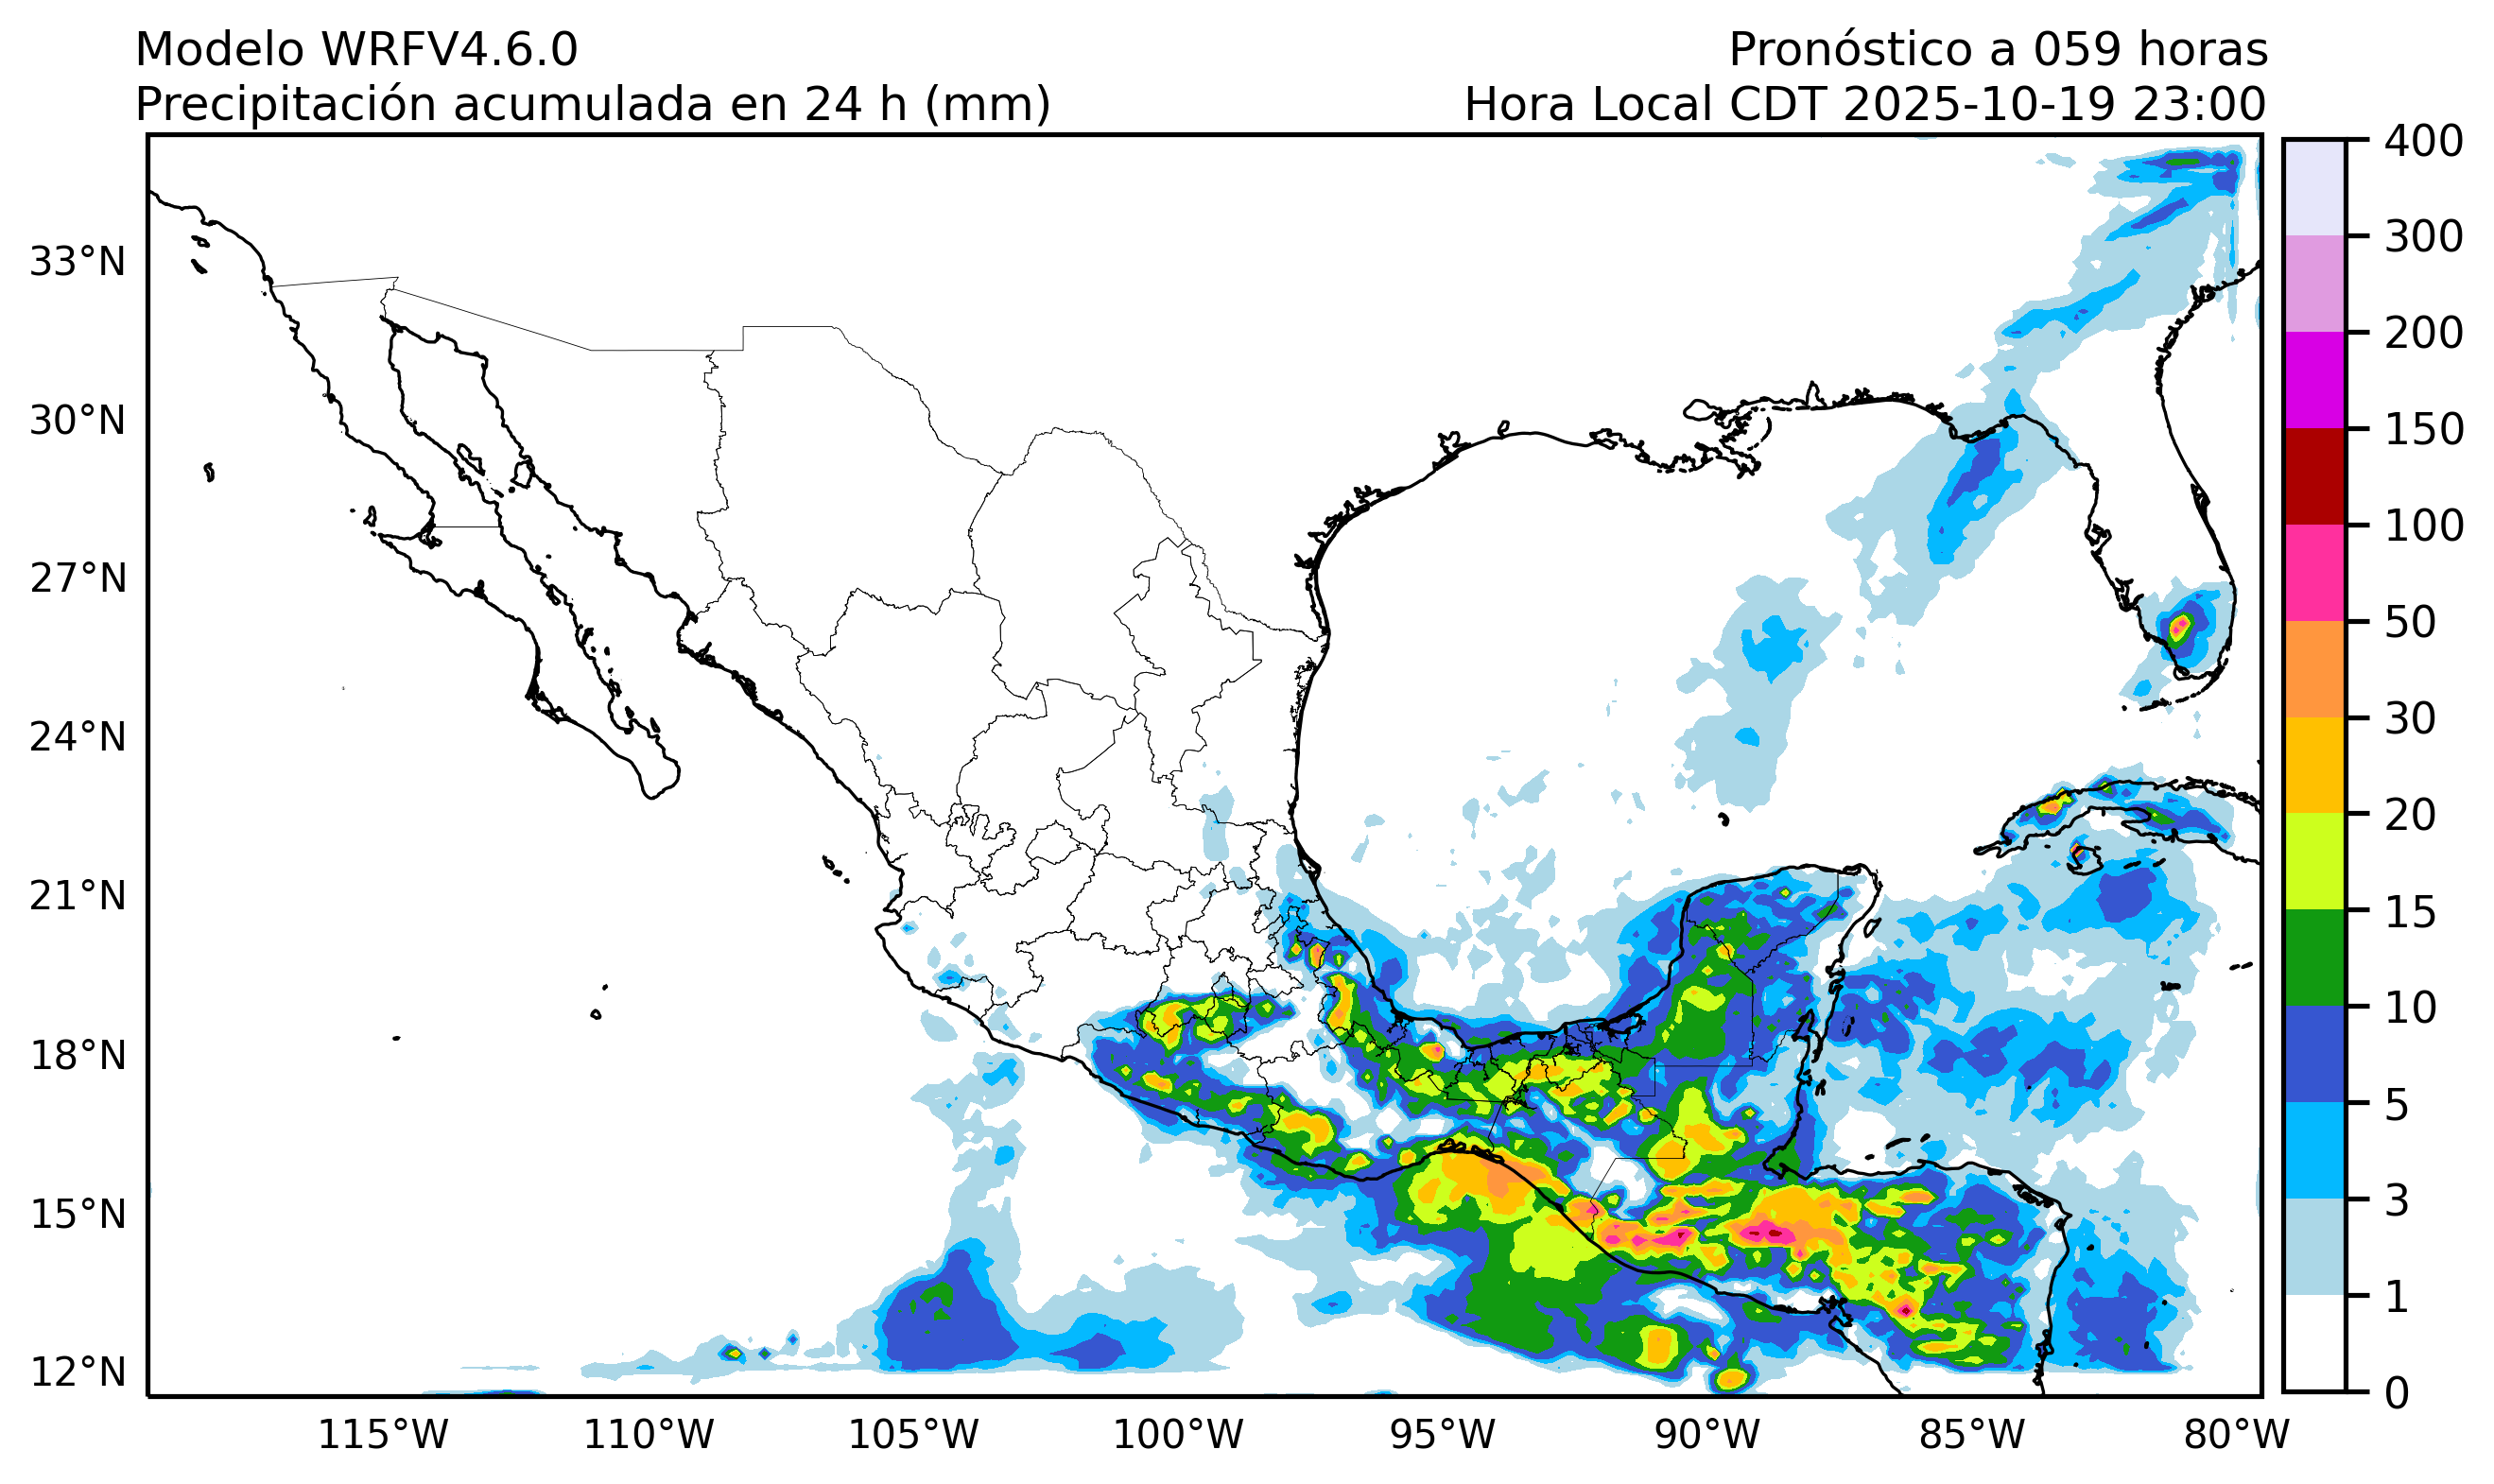 Modelo WRFV4.6.0
Pronóstico a 059 horas
Precipitación acumulada en 24 h (mm)
Hora Local CDT 2025-10-19 23:00
400
300
200
150
100
50
30
20
15
10
5
3
1
0
33°N
30°N
27°N
24°N
21°N
18°N
15°N
12°N
115°W
110°W
105°W
100°W
95°W
90°W
85°W
80°W